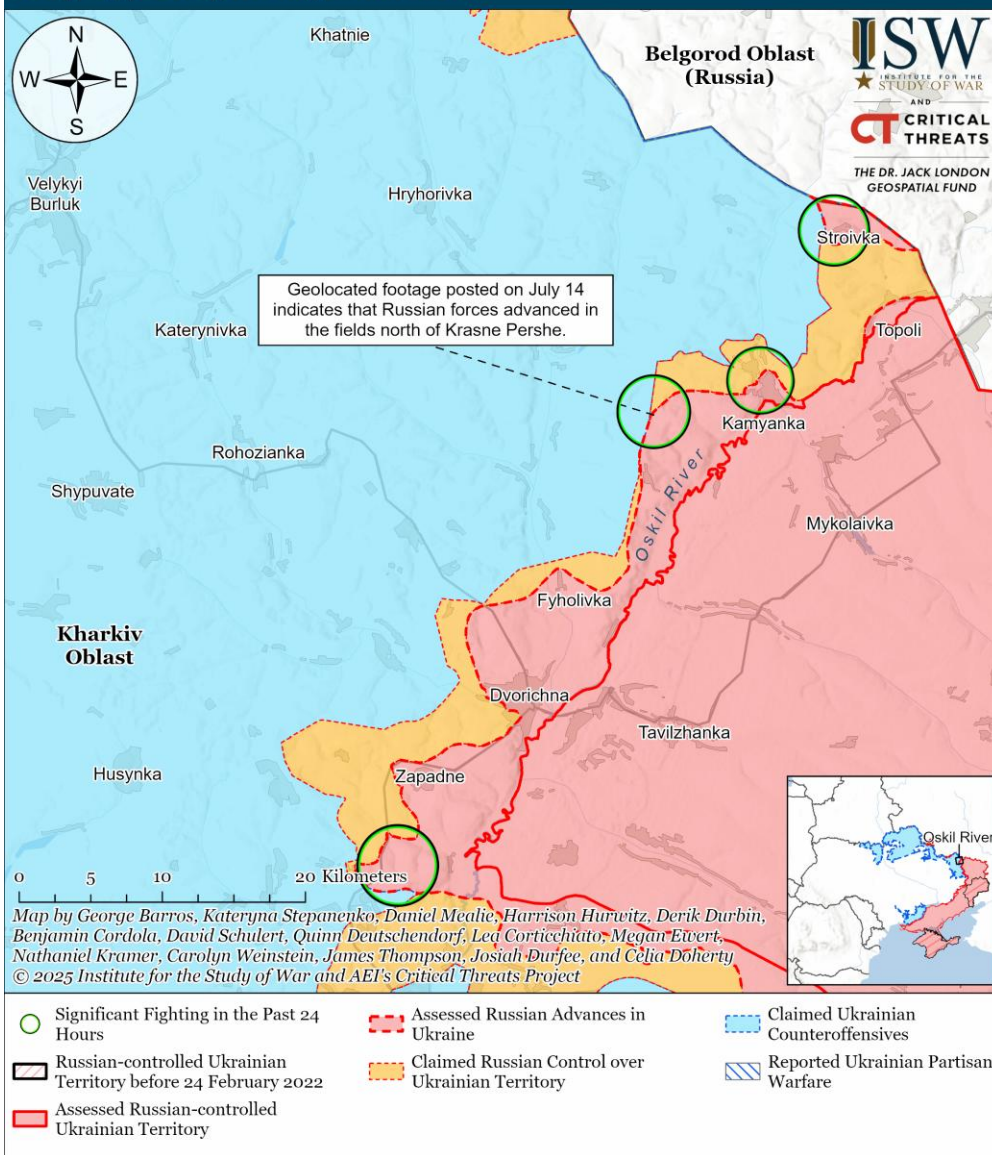 N
W
E
S
Khatnie
Belgorod Oblast
(Russia)
ISW
INSTITUTE FOR THE
STUDY OF WAR
AND
CT CRITICAL
THREATS
THE DR. JACK LONDON
GEOSPATIAL FUND
Velykyi
Burluk
Hryhorivka
Stroivka
Geolocated footage posted on July 14
indicates that Russian forces advanced in
the fields north of Krasne Pershe.
Katerynivka
Topoli
Kamyanka
Rohozianka
Shypuvate
Oskil River
Mykolaivka
Fyholivka
Kharkiv
Oblast
Dvorichna
Tavilzhanka
Husynka
Zapadne
Oskil River
0 5 10 20 Kilometers
Map by George Barros, Kateryna Stepanenko, Daniel Mealie, Harrison Hurwitz, Derik Durbin,
Benjamin Cordola, David Schulert, Quinn Deutschendorf, Lea Corticchiato, Megan Ewert,
Nathaniel Kramer, Carolyn Weinstein, James Thompson, Josiah Durfee, and Celia Doherty
© 2025 Institute for the Study of War and AEI's Critical Threats Project
Significant Fighting in the Past 24
Hours
Russian-controlled Ukrainian
Territory before 24 February 2022
Assessed Russian-controlled
Ukrainian Territory
Assessed Russian Advances in
Ukraine
Claimed Russian Control over
Ukrainian Territory
Claimed Ukrainian
Counteroffensives
Reported Ukrainian Partisan
Warfare